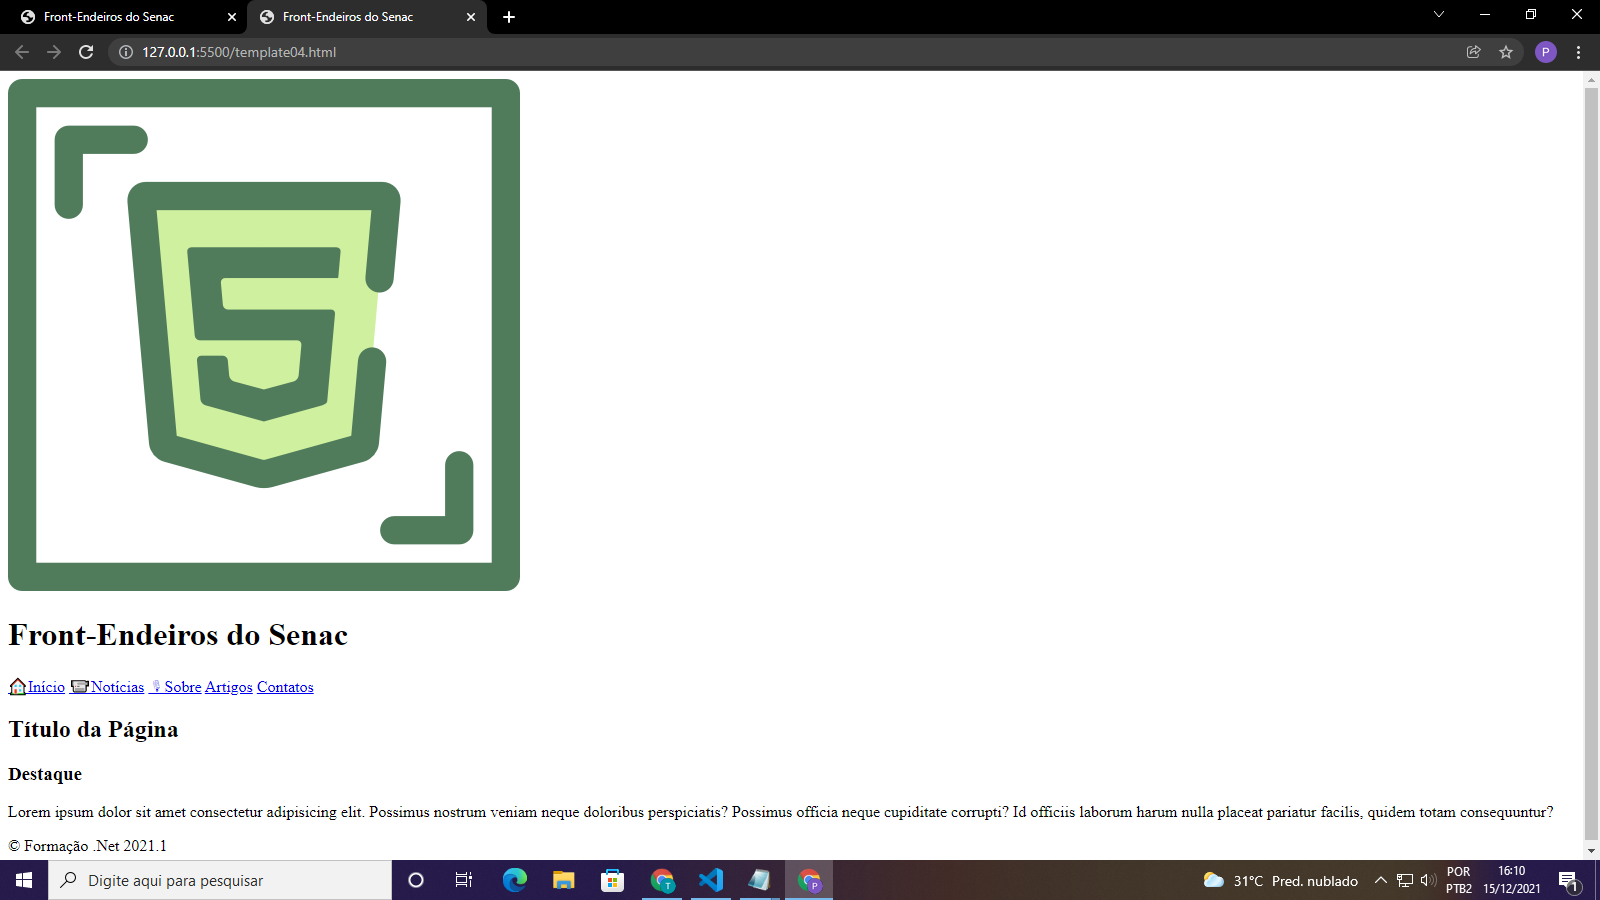 Front-Endeiros do Senac
Front-Endeiros do Senac
127.0.0.1:5500/template04.html
P
5
Front-Endeiros do Senac
Início Notícias Sobre Artigos Contatos
Título da Página
Destaque
Lorem ipsum dolor sit amet consectetur adipisicing elit. Possimus nostrum veniam neque doloribus perspiciatis? Possimus officia neque cupiditate corrupti? Id officiis laborum harum nulla placeat pariatur facilis, quidem totam consequuntur?
© Formação .Net 2021.1
Digite aqui para pesquisar
T
P
31°C Pred. nublado
POR
PTB2
16:10
15/12/2021
1